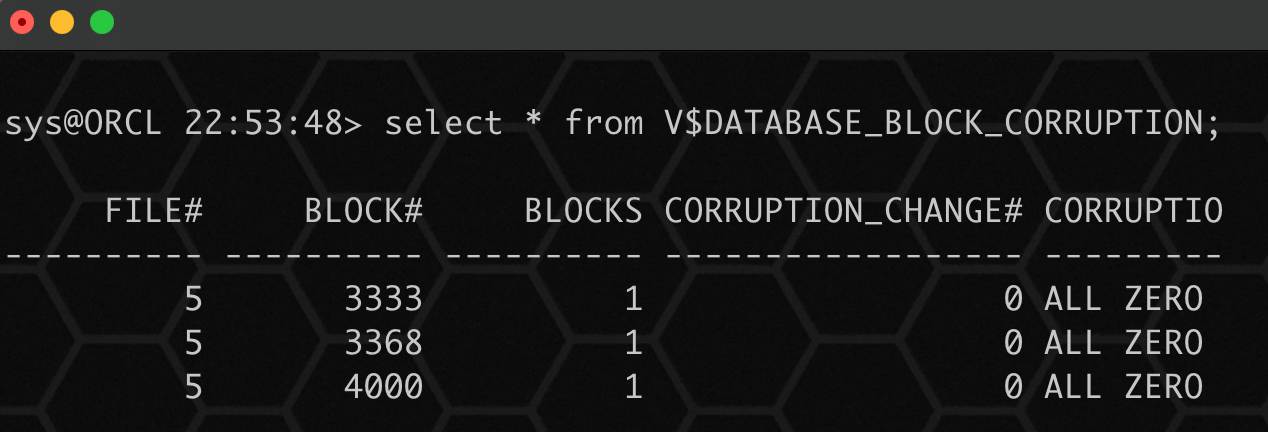 sys@ORCL 22:53:48> select * from V$DATABASE_BLOCK_CORRUPTION;
FILE# BLOCK# BLOCKS CORRUPTION_CHANGE# CORRUPTIO
---------- ---------- ---------- ------------------ ---------
5 3333 1 0 ALL ZERO
5 3368 1 0 ALL ZERO
5 4000 1 0 ALL ZERO